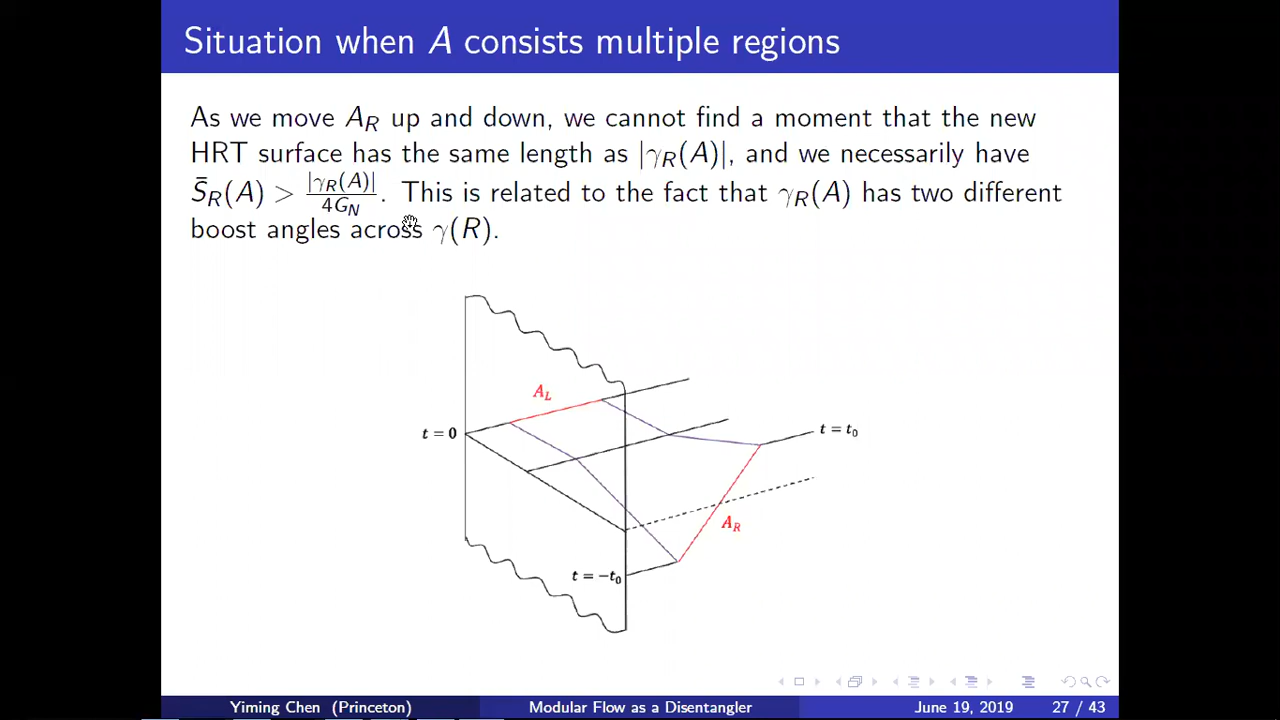 Situation when A consists multiple regions
As we move A_R up and down, we cannot find a moment that the new
HRT surface has the same length as |γ_R(A)|, and we necessarily have
S̄_R(A) > |γ_R(A)| / 4G_N. This is related to the fact that γ_R(A) has two different
boost angles across γ(R).
A_L
t = 0
t = t₀
A_R
t = −t₀
Yiming Chen (Princeton) Modular Flow as a Disentangler June 19, 2019 27 / 43